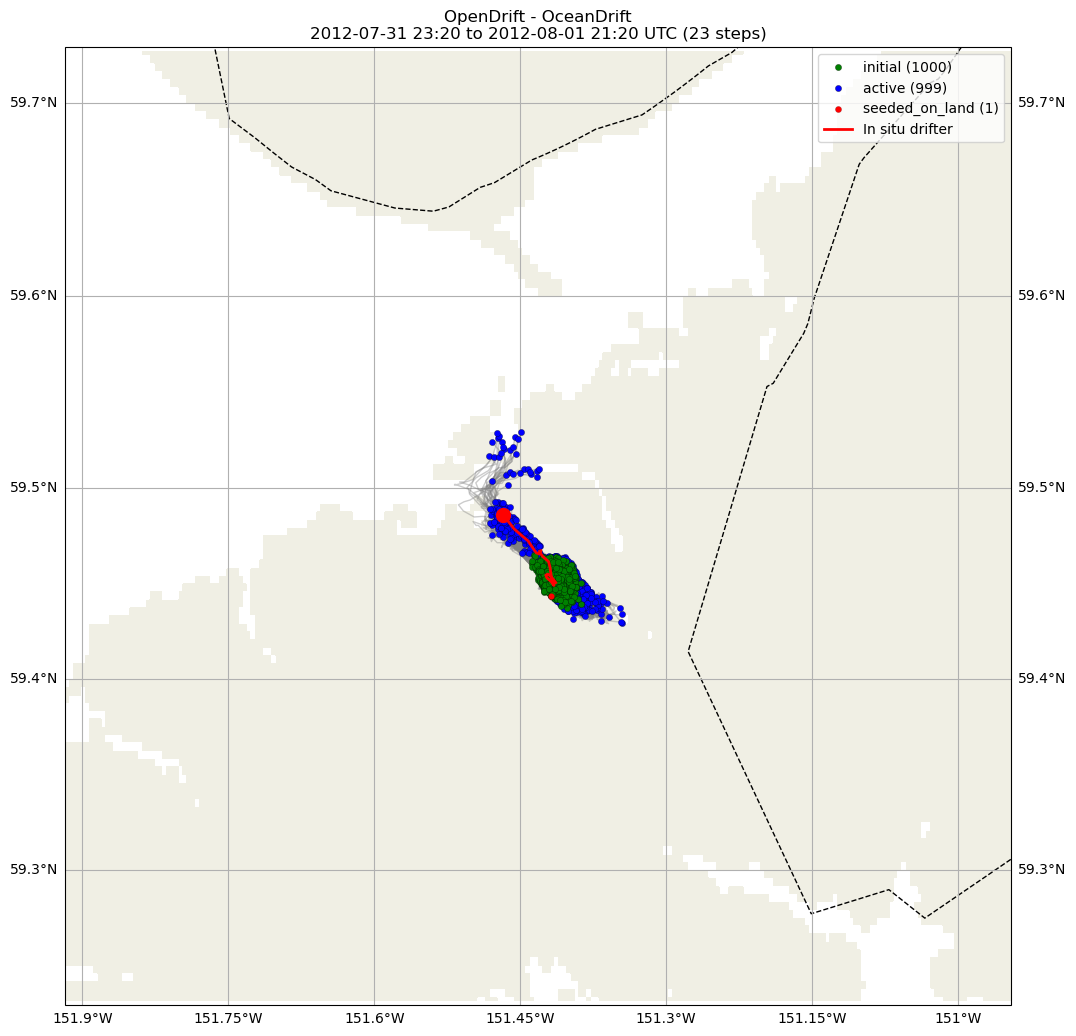 OpenDrift - OceanDrift
2012-07-31 23:20 to 2012-08-01 21:20 UTC (23 steps)
initial (1000)
active (999)
seeded_on_land (1)
In situ drifter
59.7°N
59.7°N
59.6°N
59.6°N
59.5°N
59.5°N
59.4°N
59.4°N
59.3°N
59.3°N
151.9°W
151.75°W
151.6°W
151.45°W
151.3°W
151.15°W
151°W